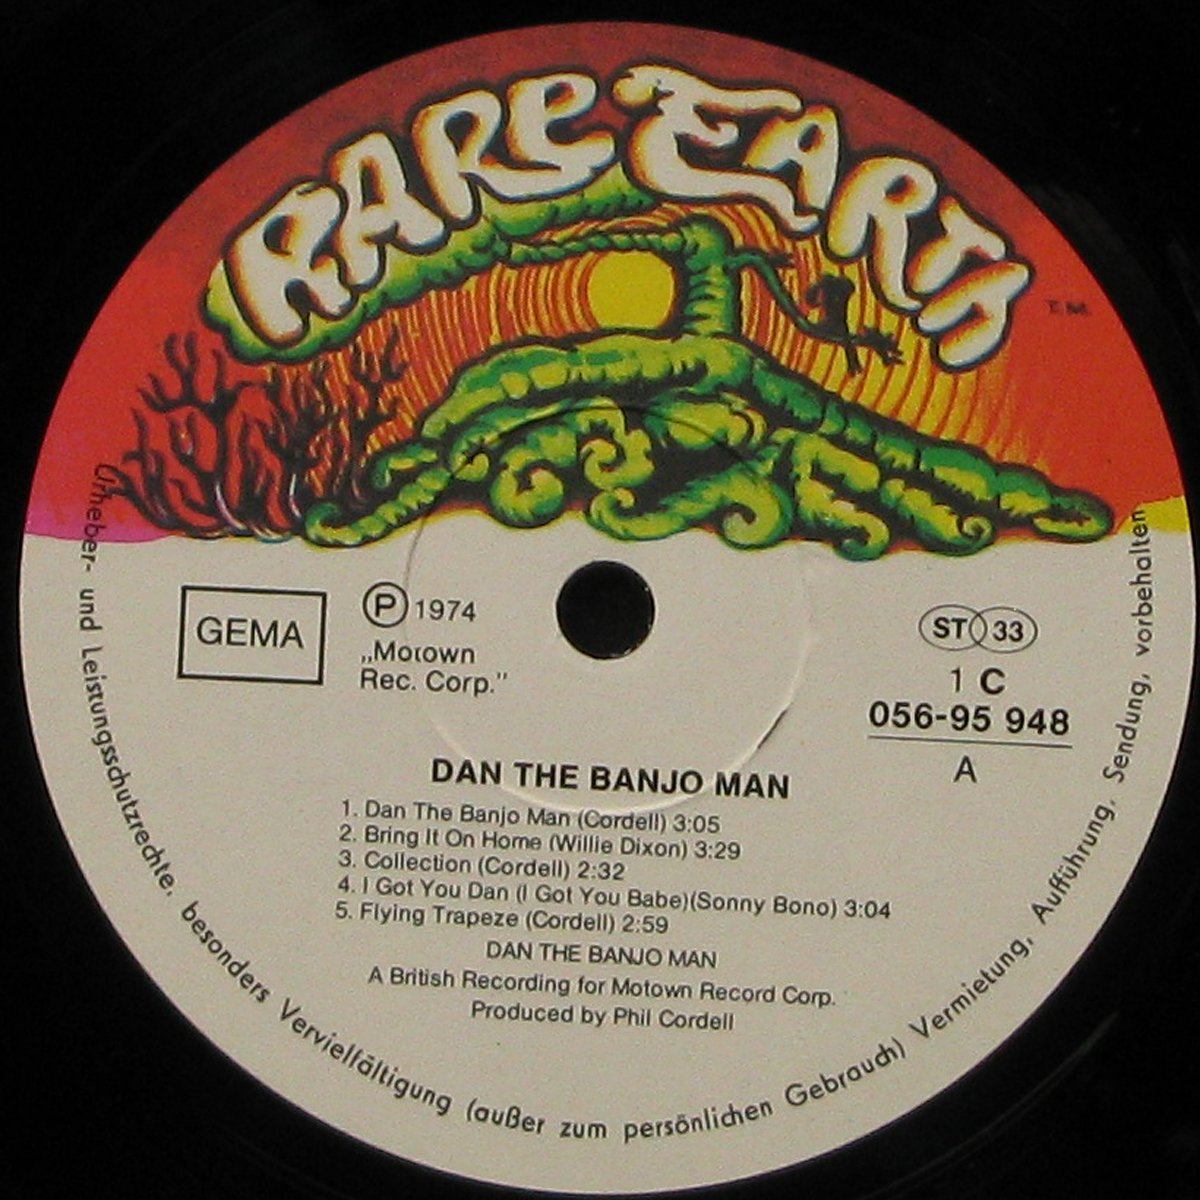 RARE EARTH
T.M.
GEMA
Ⓟ 1974
„Motown
Rec. Corp."
ST 33
1 C
056-95 948
A
DAN THE BANJO MAN
1. Dan The Banjo Man (Cordell) 3:05
2. Bring It On Home (Willie Dixon) 3:29
3. Collection (Cordell) 2:32
4. I Got You Dan (I Got You Babe)(Sonny Bono) 3:04
5. Flying Trapeze (Cordell) 2:59
DAN THE BANJO MAN
A British Recording for Motown Record Corp.
Produced by Phil Cordell
Urheber- und Leistungsschutzrechte, besonders Vervielfältigung (außer zum persönlichen Gebrauch) Vermietung, Aufführung, Sendung, vorbehalten